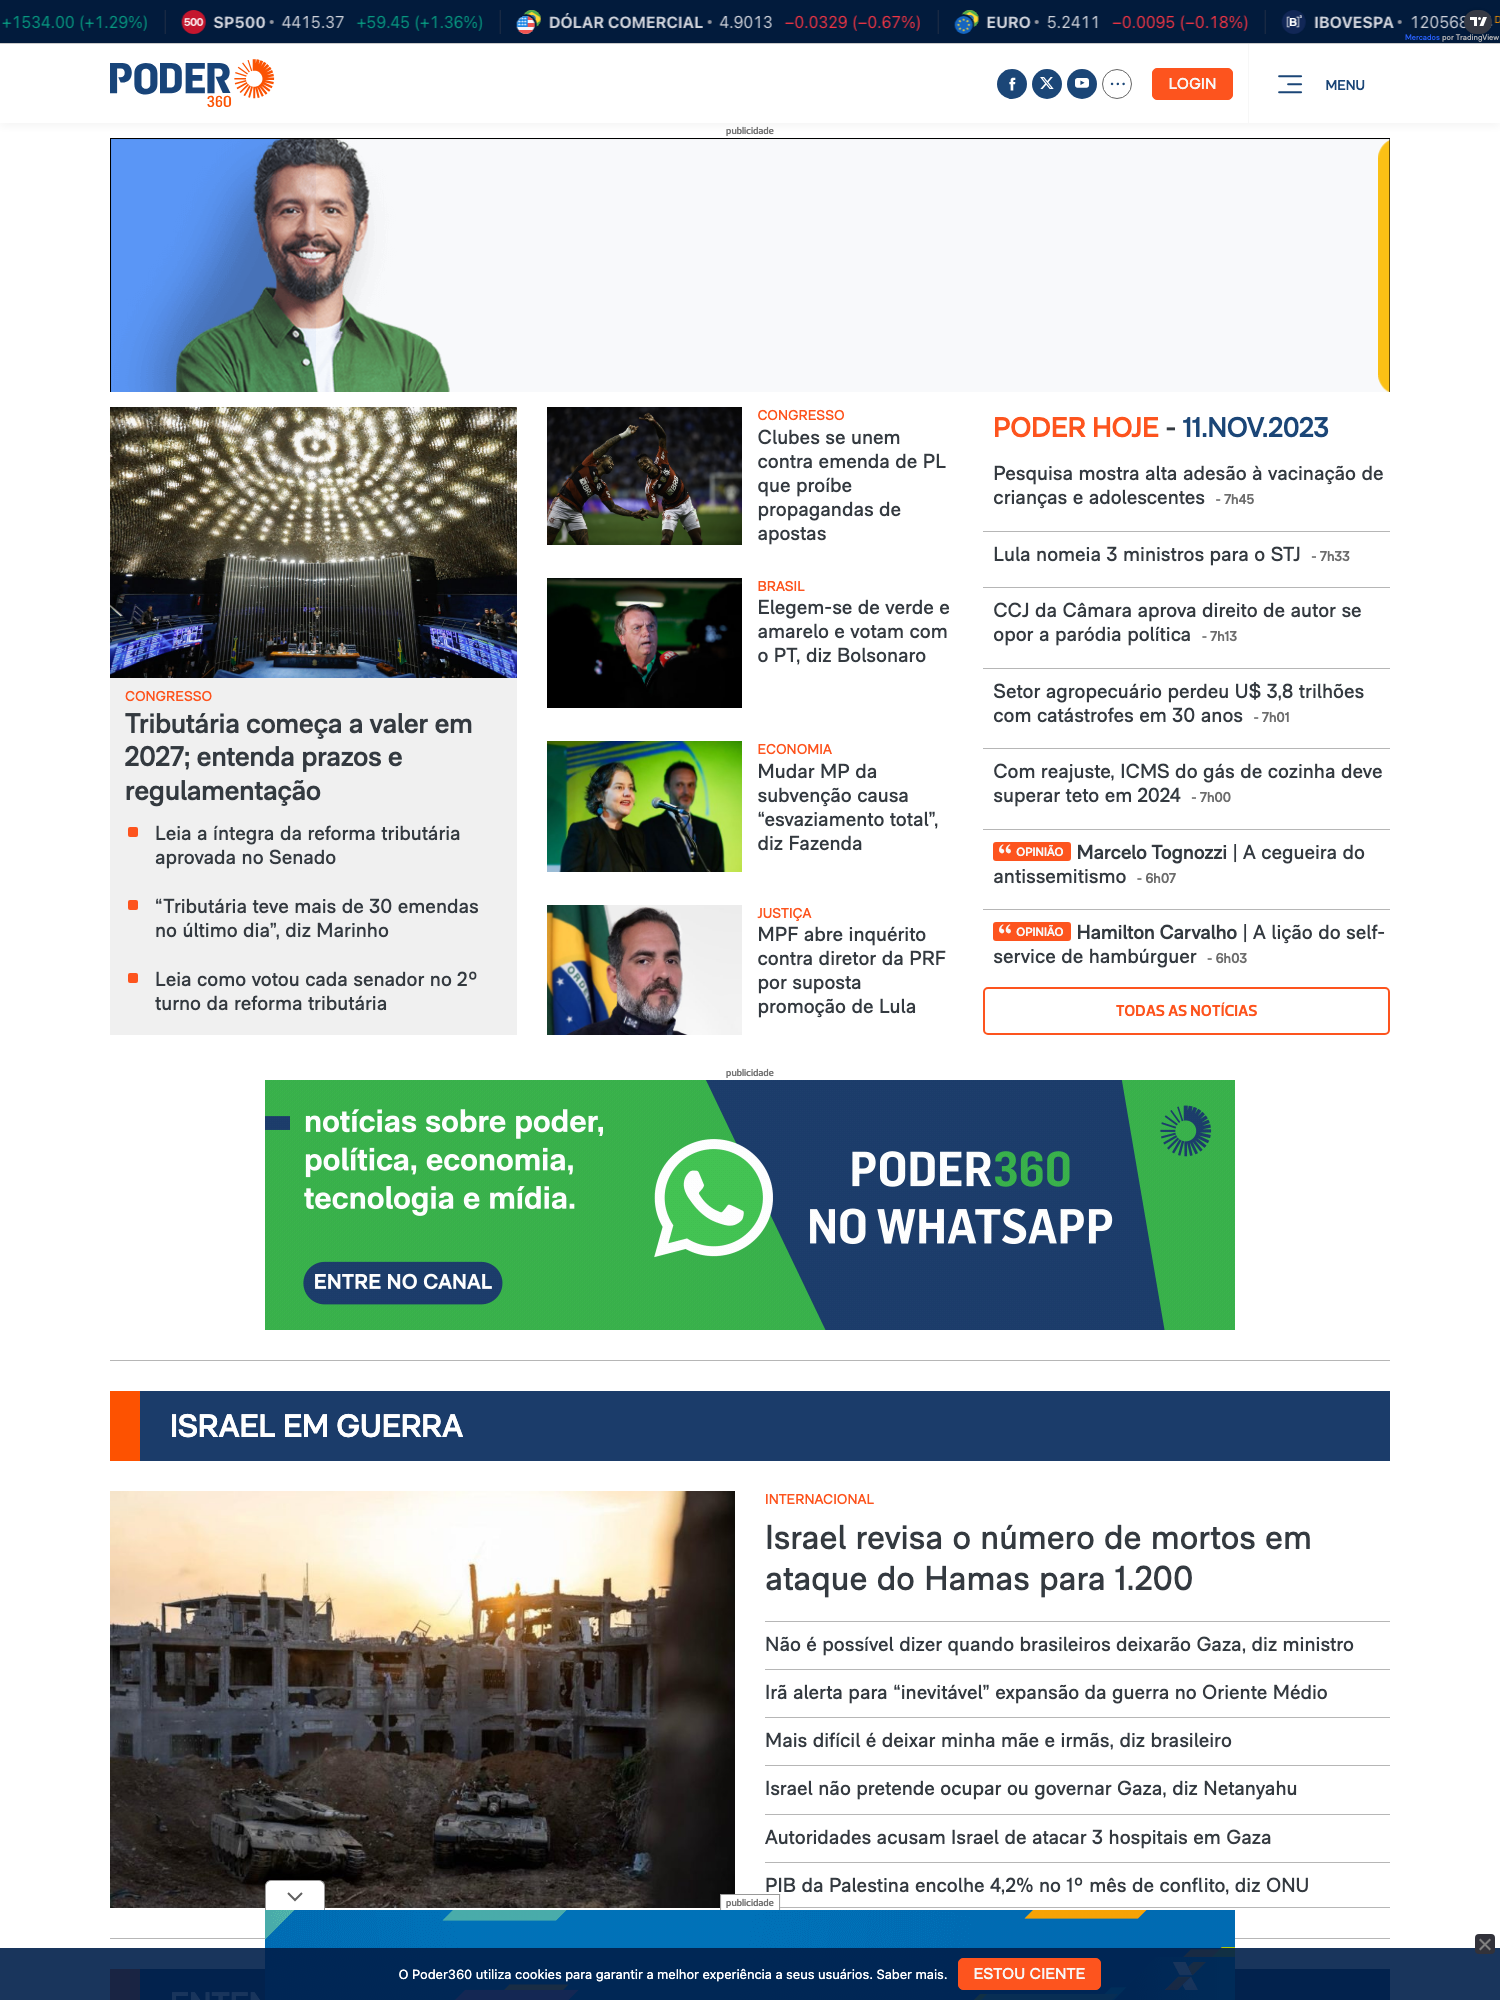 +1534.00 (+1.29%)
500 SP500 • 4415.37 +59.45 (+1.36%)
DÓLAR COMERCIAL • 4.9013 −0.0329 (−0.67%)
EURO • 5.2411 −0.0095 (−0.18%)
IBOVESPA • 120568
Mercados por TradingView
PODER
360
LOGIN
MENU
publicidade
CONGRESSO
Tributária começa a valer em
2027; entenda prazos e
regulamentação
Leia a íntegra da reforma tributária
aprovada no Senado
“Tributária teve mais de 30 emendas
no último dia”, diz Marinho
Leia como votou cada senador no 2º
turno da reforma tributária
CONGRESSO
Clubes se unem
contra emenda de PL
que proíbe
propagandas de
apostas
BRASIL
Elegem-se de verde e
amarelo e votam com
o PT, diz Bolsonaro
ECONOMIA
Mudar MP da
subvenção causa
“esvaziamento total”,
diz Fazenda
JUSTIÇA
MPF abre inquérito
contra diretor da PRF
por suposta
promoção de Lula
PODER HOJE - 11.NOV.2023
Pesquisa mostra alta adesão à vacinação de
crianças e adolescentes - 7h45
Lula nomeia 3 ministros para o STJ - 7h33
CCJ da Câmara aprova direito de autor se
opor a paródia política - 7h13
Setor agropecuário perdeu U$ 3,8 trilhões
com catástrofes em 30 anos - 7h01
Com reajuste, ICMS do gás de cozinha deve
superar teto em 2024 - 7h00
“ OPINIÃO Marcelo Tognozzi | A cegueira do
antissemitismo - 6h07
“ OPINIÃO Hamilton Carvalho | A lição do self-
service de hambúrguer - 6h03
TODAS AS NOTÍCIAS
publicidade
notícias sobre poder,
política, economia,
tecnologia e mídia.
ENTRE NO CANAL
PODER360
NO WHATSAPP
ISRAEL EM GUERRA
INTERNACIONAL
Israel revisa o número de mortos em
ataque do Hamas para 1.200
Não é possível dizer quando brasileiros deixarão Gaza, diz ministro
Irã alerta para “inevitável” expansão da guerra no Oriente Médio
Mais difícil é deixar minha mãe e irmãs, diz brasileiro
Israel não pretende ocupar ou governar Gaza, diz Netanyahu
Autoridades acusam Israel de atacar 3 hospitais em Gaza
PIB da Palestina encolhe 4,2% no 1º mês de conflito, diz ONU
publicidade
O Poder360 utiliza cookies para garantir a melhor experiência a seus usuários. Saber mais.
ESTOU CIENTE